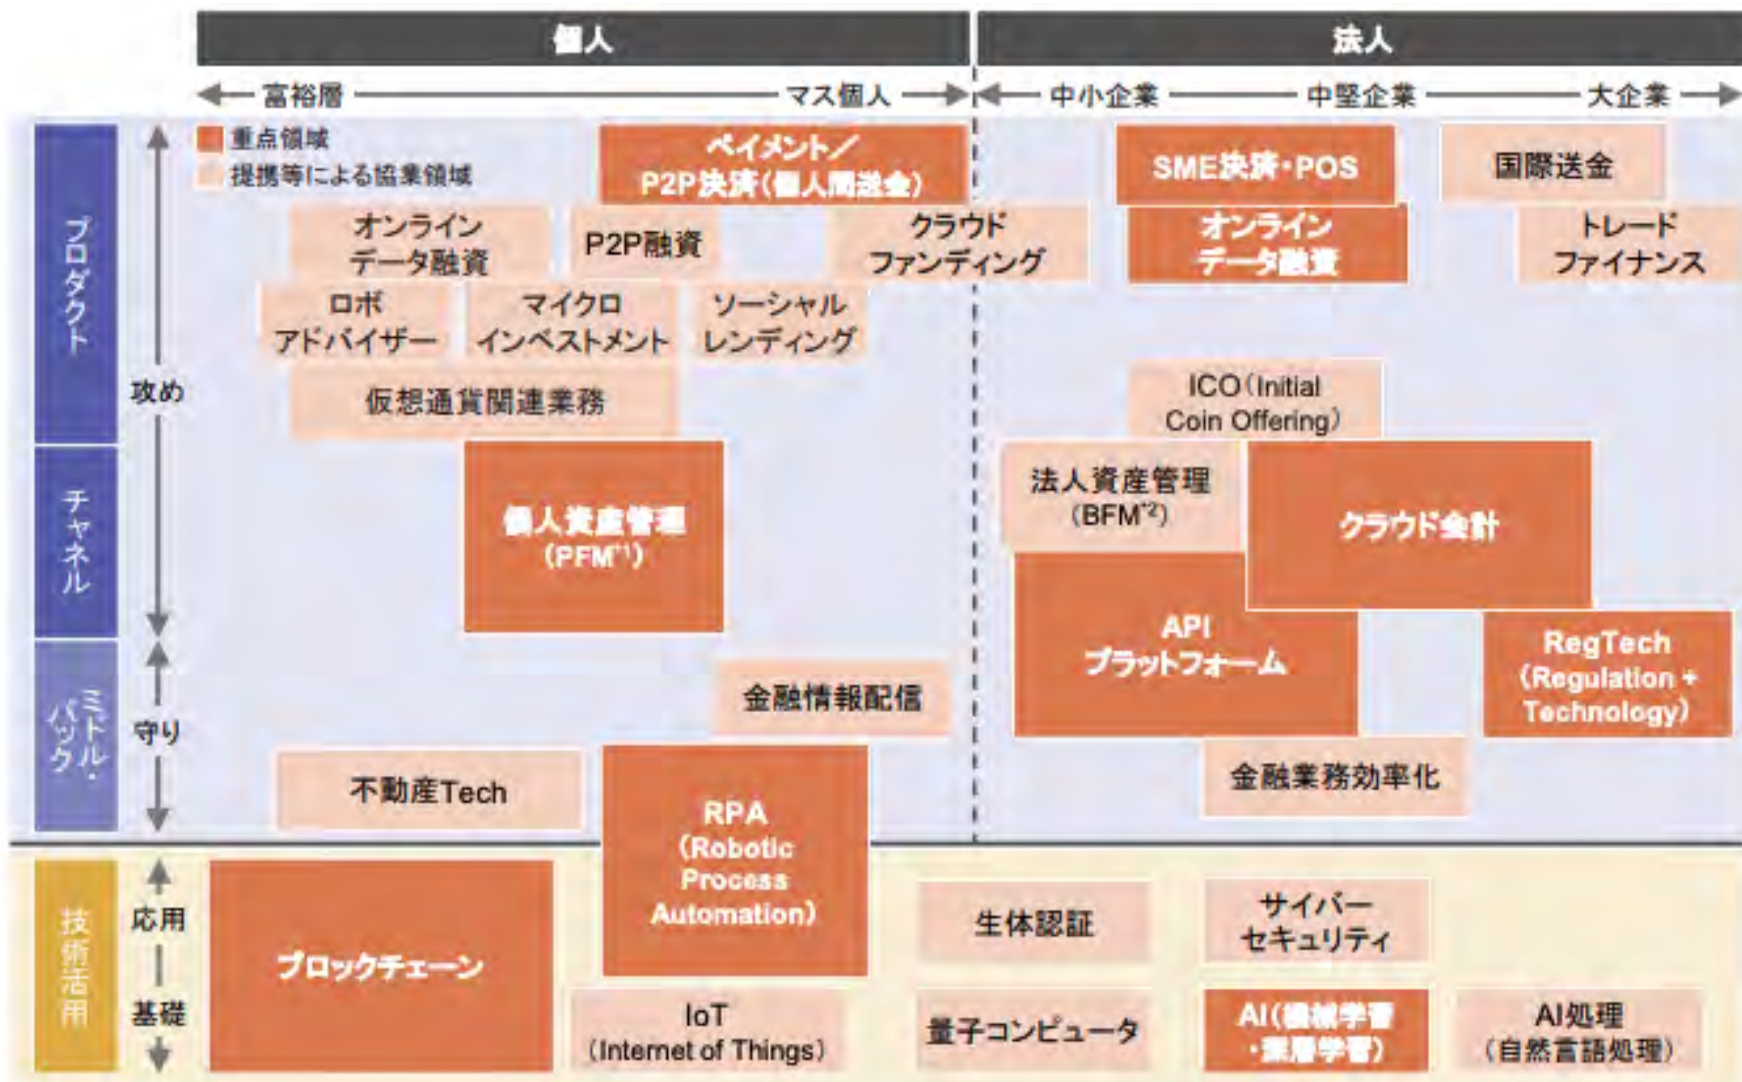 個人
法人
富裕層
マス個人
中小企業
中堅企業
大企業
重点領域
提携等による協業領域
プロダクト
チャネル
ミドル・
バック
技術活用
攻め
守り
応用
基礎
ペイメント／
P2P決済（個人間送金）
オンライン
データ融資
P2P融資
クラウド
ファンディング
ロボ
アドバイザー
マイクロ
インベストメント
ソーシャル
レンディング
仮想通貨関連業務
個人資産管理
（PFM*1）
金融情報配信
不動産Tech
RPA
（Robotic
Process
Automation）
SME決済・POS
国際送金
オンライン
データ融資
トレード
ファイナンス
ICO（Initial
Coin Offering）
法人資産管理
（BFM*2）
クラウド会計
API
プラットフォーム
RegTech
（Regulation +
Technology）
金融業務効率化
ブロックチェーン
IoT
（Internet of Things）
生体認証
サイバー
セキュリティ
量子コンピュータ
AI（機械学習
・深層学習）
AI処理
（自然言語処理）